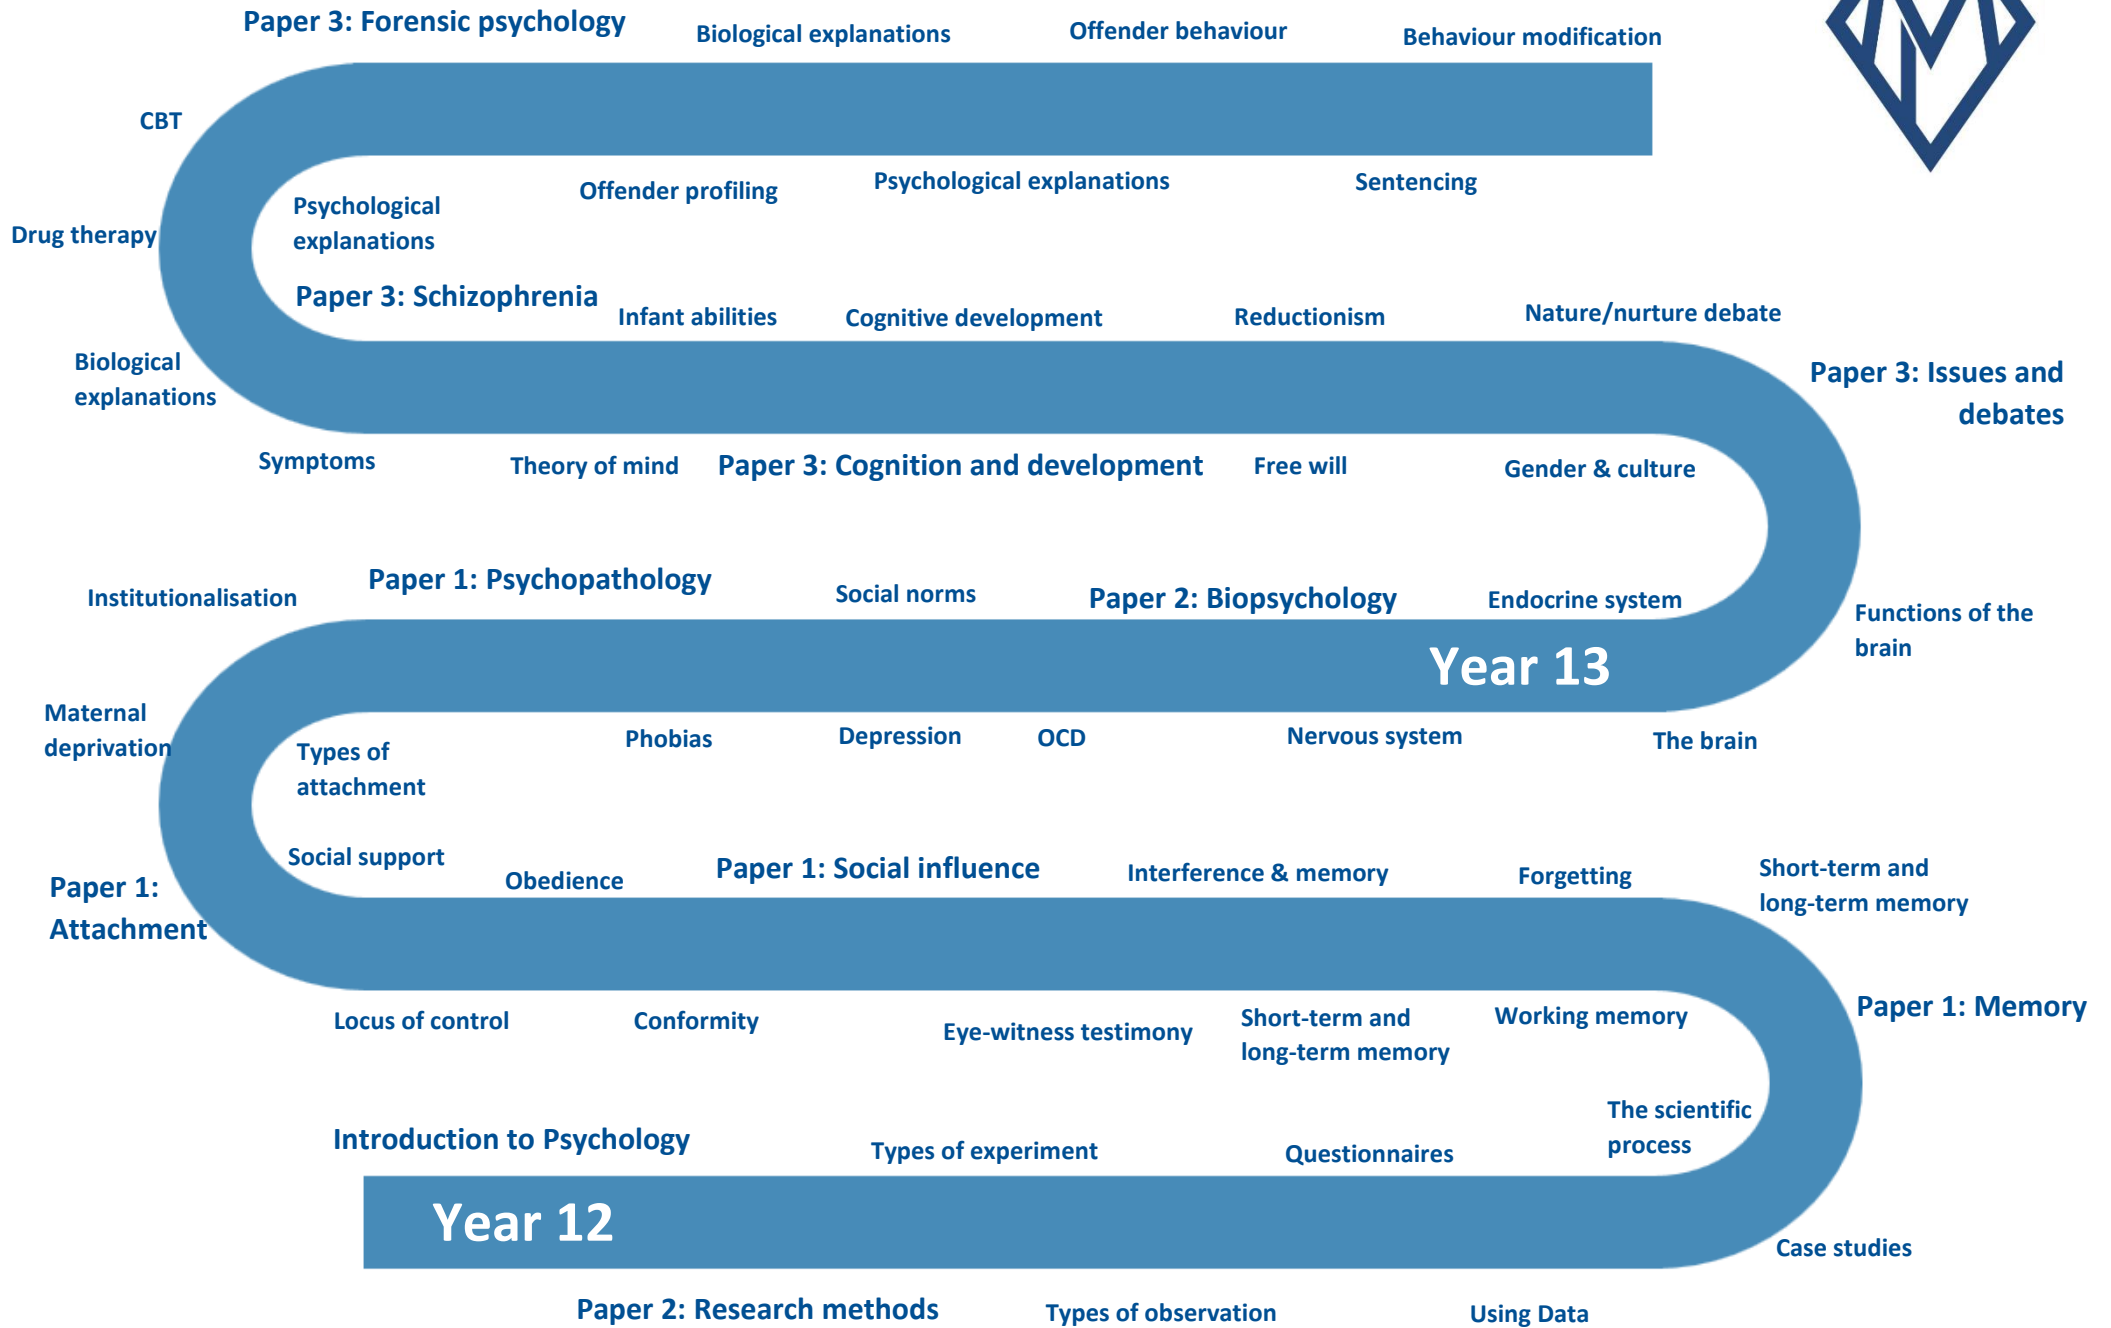 Paper 3: Forensic psychology
Biological explanations
Offender behaviour
Behaviour modification
CBT
Offender profiling
Psychological explanations
Sentencing
Drug therapy
Psychological
explanations
Paper 3: Schizophrenia
Infant abilities
Cognitive development
Reductionism
Nature/nurture debate
Biological
explanations
Paper 3: Issues and
debates
Symptoms
Theory of mind
Paper 3: Cognition and development
Free will
Gender & culture
Institutionalisation
Paper 1: Psychopathology
Social norms
Paper 2: Biopsychology
Endocrine system
Functions of the
brain
Year 13
Maternal
deprivation
Types of
attachment
Phobias
Depression
OCD
Nervous system
The brain
Social support
Obedience
Paper 1: Social influence
Interference & memory
Forgetting
Short-term and
long-term memory
Paper 1:
Attachment
Locus of control
Conformity
Eye-witness testimony
Short-term and
long-term memory
Working memory
Paper 1: Memory
Introduction to Psychology
Types of experiment
Questionnaires
The scientific
process
Year 12
Case studies
Paper 2: Research methods
Types of observation
Using Data